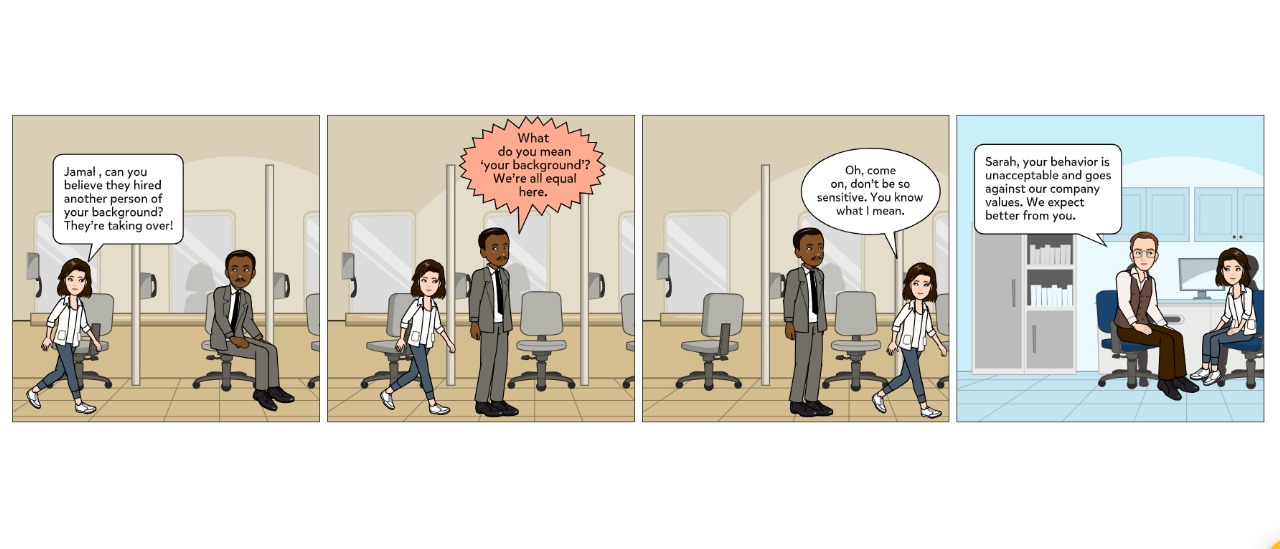 Jamal , can you
believe they hired
another person of
your background?
They're taking over!
What
do you mean
‘your background’?
We're all equal
here.
Oh, come
on, don't be so
sensitive. You know
what I mean.
Sarah, your behavior is
unacceptable and goes
against our company
values. We expect
better from you.